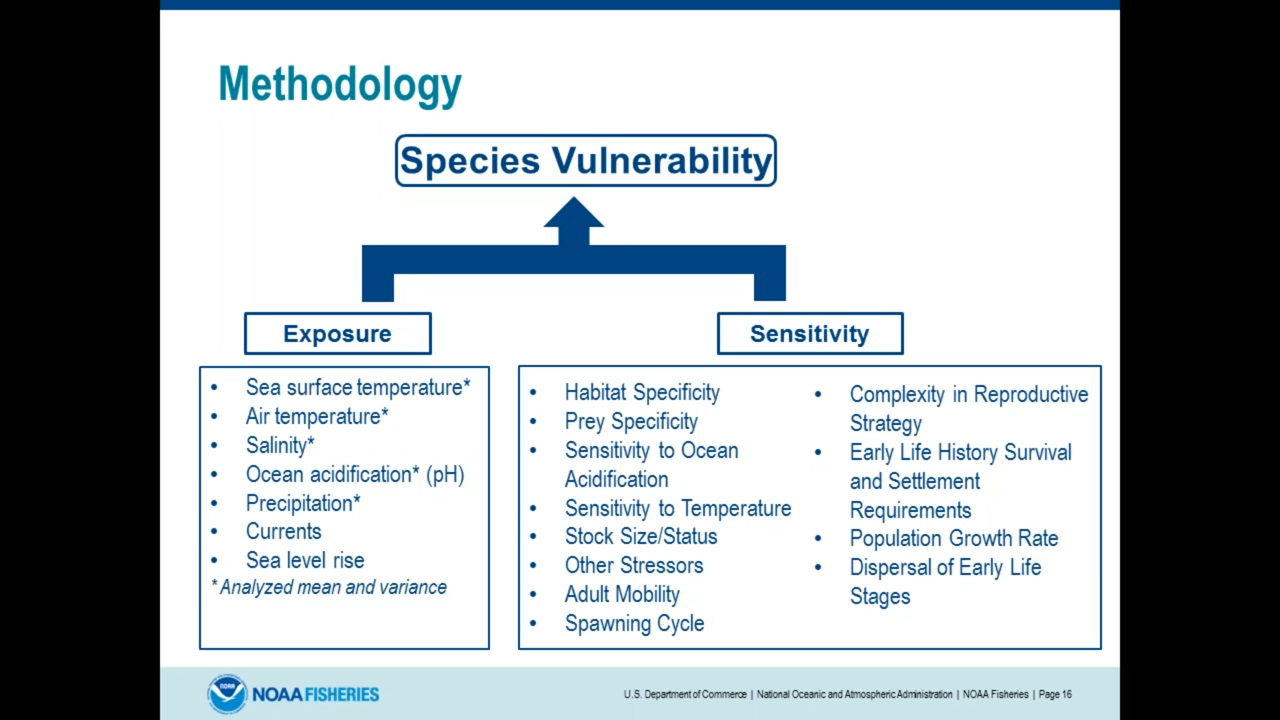 Methodology
Species Vulnerability
Exposure
• Sea surface temperature*
• Air temperature*
• Salinity*
• Ocean acidification* (pH)
• Precipitation*
• Currents
• Sea level rise
* Analyzed mean and variance
Sensitivity
• Habitat Specificity
• Prey Specificity
• Sensitivity to Ocean
Acidification
• Sensitivity to Temperature
• Stock Size/Status
• Other Stressors
• Adult Mobility
• Spawning Cycle
• Complexity in Reproductive
Strategy
• Early Life History Survival
and Settlement
Requirements
• Population Growth Rate
• Dispersal of Early Life
Stages
NOAA
NOAA FISHERIES
U.S. Department of Commerce | National Oceanic and Atmospheric Administration | NOAA Fisheries | Page 16